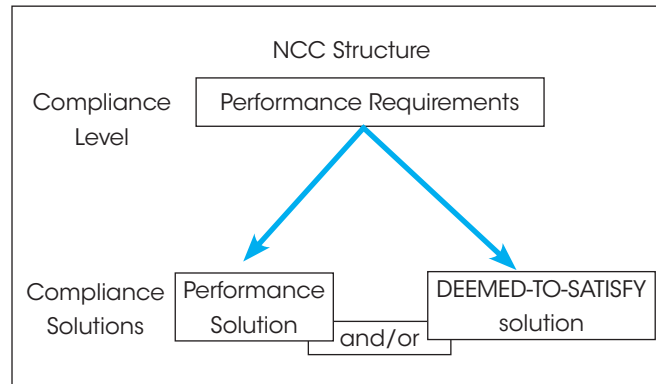 NCC Structure
Compliance
Level
Performance Requirements
Compliance
Solutions
Performance
Solution
and/or
DEEMED-TO-SATISFY
solution